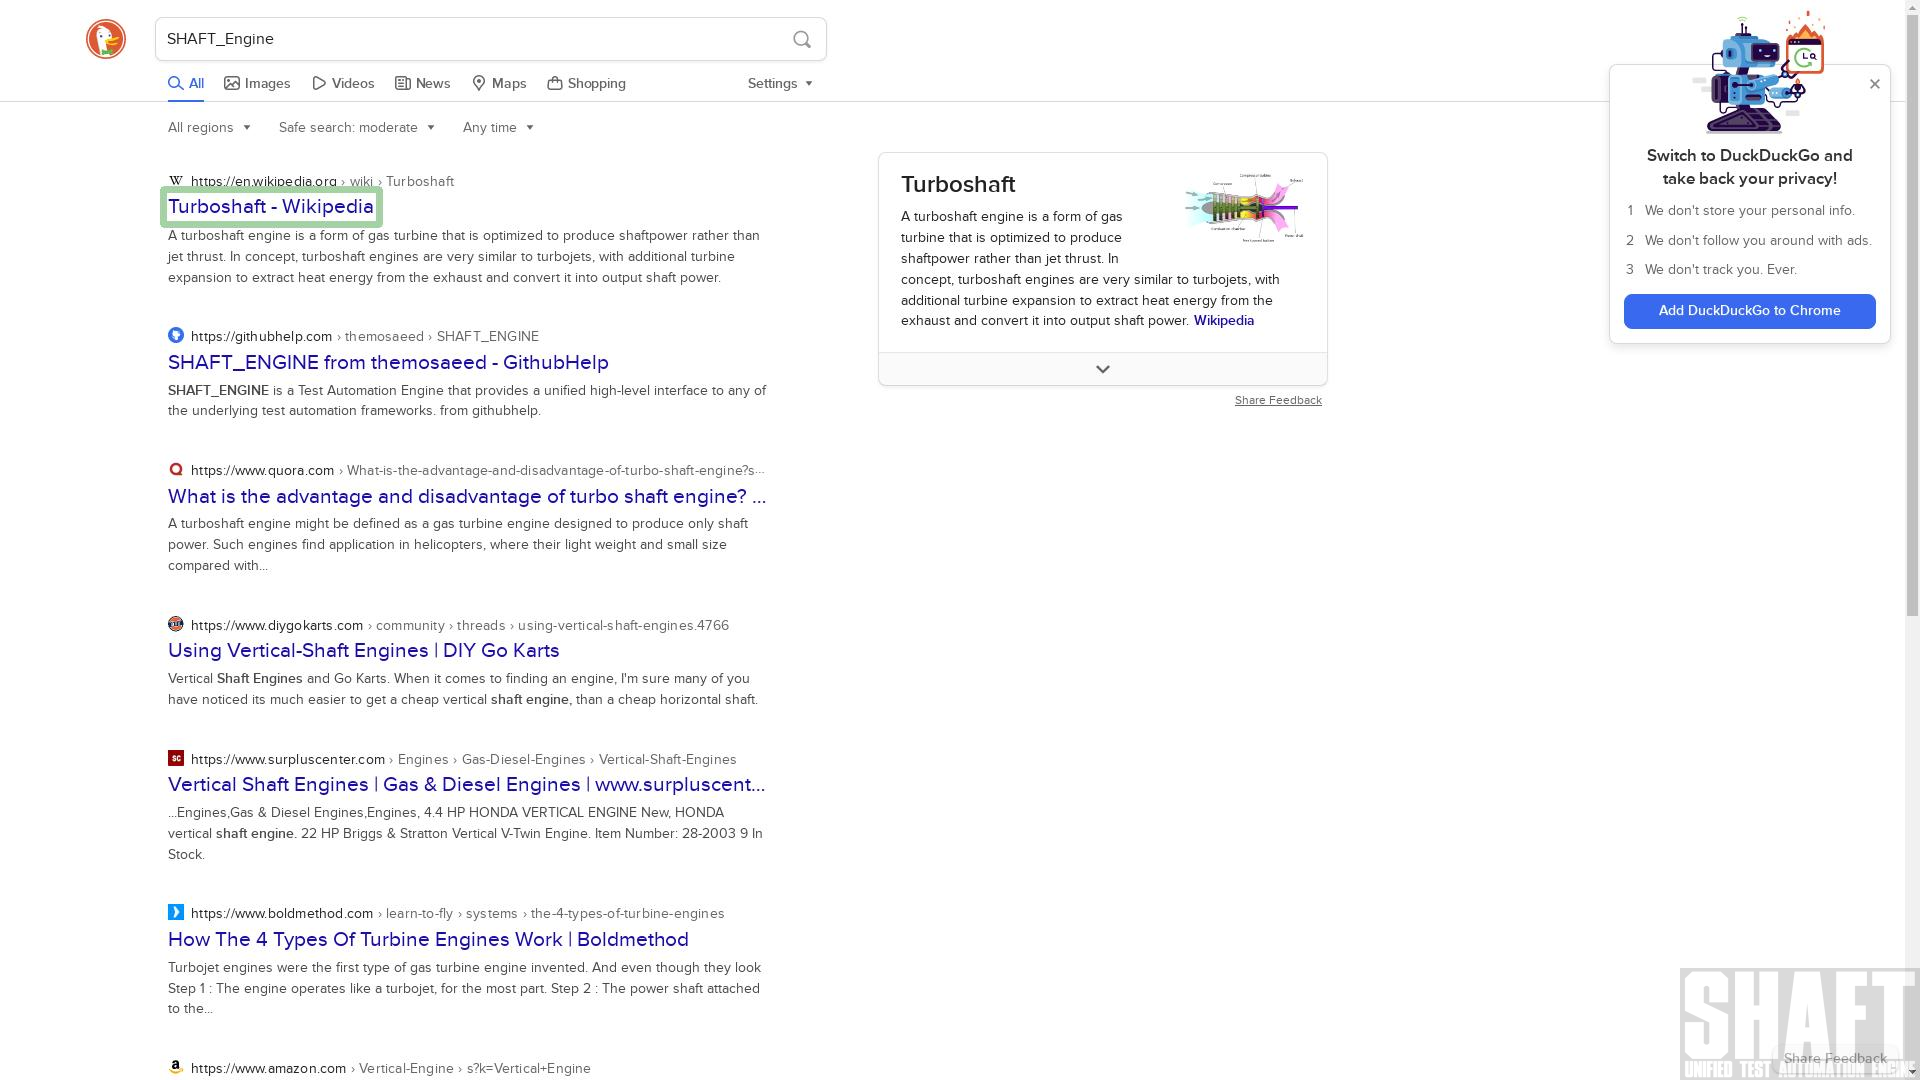 SHAFT_Engine
All Images Videos News Maps Shopping Settings
All regions Safe search: moderate Any time
https://en.wikipedia.org › wiki › Turboshaft
Turboshaft - Wikipedia
A turboshaft engine is a form of gas turbine that is optimized to produce shaftpower rather than
jet thrust. In concept, turboshaft engines are very similar to turbojets, with additional turbine
expansion to extract heat energy from the exhaust and convert it into output shaft power.
https://githubhelp.com › themosaeed › SHAFT_ENGINE
SHAFT_ENGINE from themosaeed - GithubHelp
SHAFT_ENGINE is a Test Automation Engine that provides a unified high-level interface to any of
the underlying test automation frameworks. from githubhelp.
https://www.quora.com › What-is-the-advantage-and-disadvantage-of-turbo-shaft-engine?s...
What is the advantage and disadvantage of turbo shaft engine? ...
A turboshaft engine might be defined as a gas turbine engine designed to produce only shaft
power. Such engines find application in helicopters, where their light weight and small size
compared with...
https://www.diygokarts.com › community › threads › using-vertical-shaft-engines.4766
Using Vertical-Shaft Engines | DIY Go Karts
Vertical Shaft Engines and Go Karts. When it comes to finding an engine, I'm sure many of you
have noticed its much easier to get a cheap vertical shaft engine, than a cheap horizontal shaft.
https://www.surpluscenter.com › Engines › Gas-Diesel-Engines › Vertical-Shaft-Engines
Vertical Shaft Engines | Gas & Diesel Engines | www.surpluscent...
...Engines,Gas & Diesel Engines,Engines, 4.4 HP HONDA VERTICAL ENGINE New, HONDA
vertical shaft engine. 22 HP Briggs & Stratton Vertical V-Twin Engine. Item Number: 28-2003 9 In
Stock.
https://www.boldmethod.com › learn-to-fly › systems › the-4-types-of-turbine-engines
How The 4 Types Of Turbine Engines Work | Boldmethod
Turbojet engines were the first type of gas turbine engine invented. And even though they look
Step 1 : The engine operates like a turbojet, for the most part. Step 2 : The power shaft attached
to the...
https://www.amazon.com › Vertical-Engine › s?k=Vertical+Engine
Turboshaft
A turboshaft engine is a form of gas
turbine that is optimized to produce
shaftpower rather than jet thrust. In
concept, turboshaft engines are very similar to turbojets, with
additional turbine expansion to extract heat energy from the
exhaust and convert it into output shaft power. Wikipedia
Share Feedback
Switch to DuckDuckGo and
take back your privacy!
1 We don't store your personal info.
2 We don't follow you around with ads.
3 We don't track you. Ever.
Add DuckDuckGo to Chrome
SHAFT
Share Feedback
UNIFIED TEST AUTOMATION ENGINE